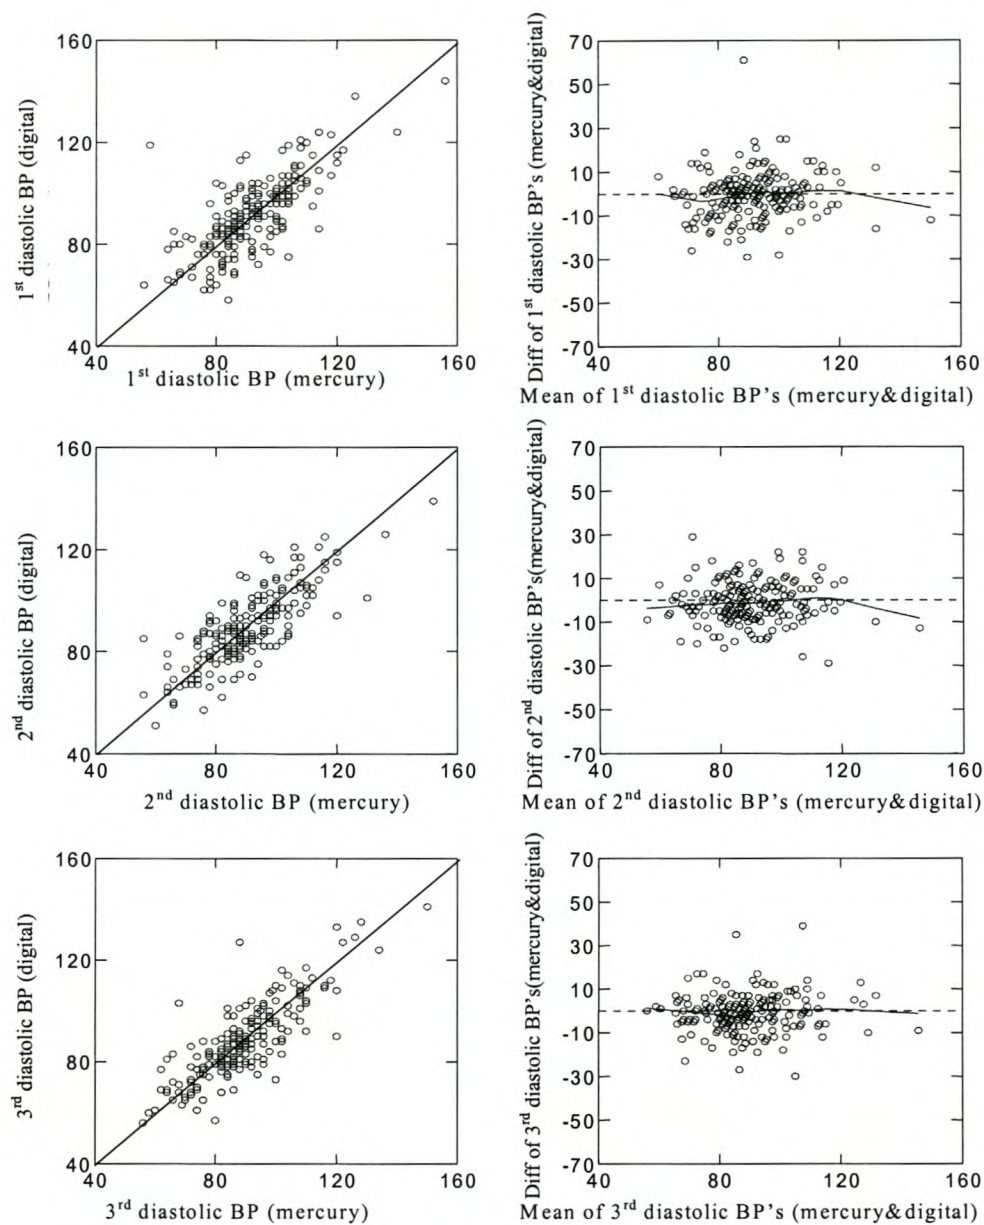 160
120
80
40
1st diastolic BP (digital)
40 80 120 160
1st diastolic BP (mercury)
70
50
30
10
-10
-30
-50
-70
Diff of 1st diastolic BP's (mercury&digital)
40 80 120 160
Mean of 1st diastolic BP's (mercury&digital)
160
120
80
40
2nd diastolic BP (digital)
40 80 120 160
2nd diastolic BP (mercury)
70
50
30
10
-10
-30
-50
-70
Diff of 2nd diastolic BP's(mercury&digital)
40 80 120 160
Mean of 2nd diastolic BP's (mercury&digital)
160
120
80
40
3rd diastolic BP (digital)
40 80 120 160
3rd diastolic BP (mercury)
70
50
30
10
-10
-30
-50
-70
Diff of 3rd diastolic BP's(mercury&digital)
40 80 120 160
Mean of 3rd diastolic BP's (mercury&digital)